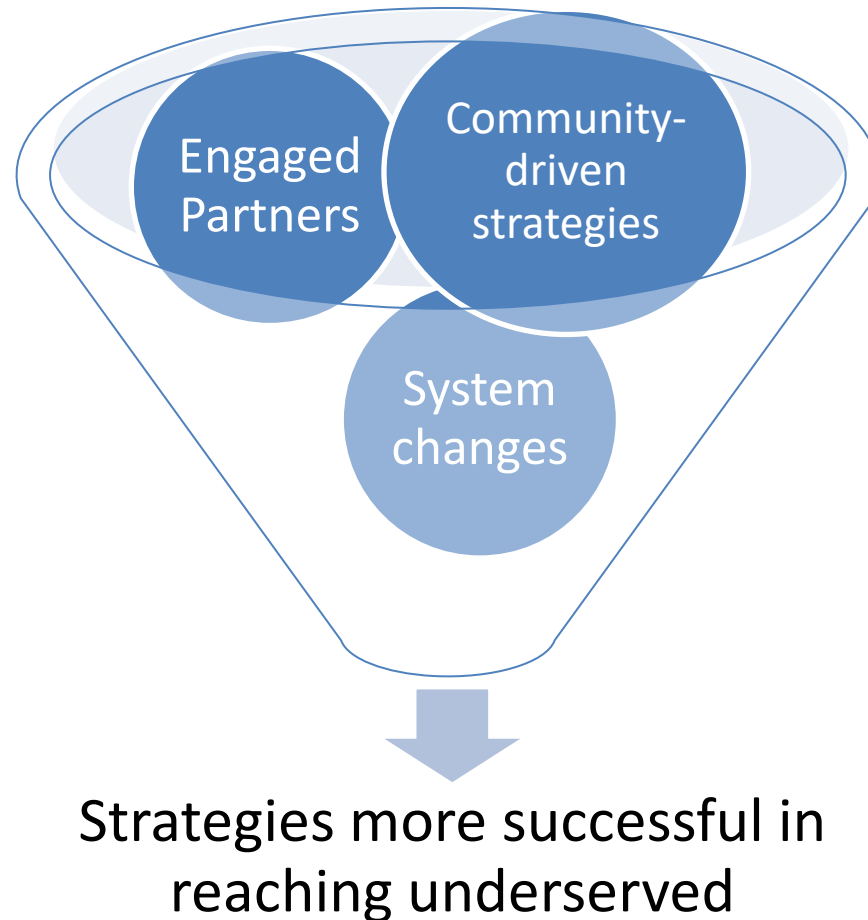 Engaged
Partners
Community-
driven
strategies
System
changes
Strategies more successful in
reaching underserved